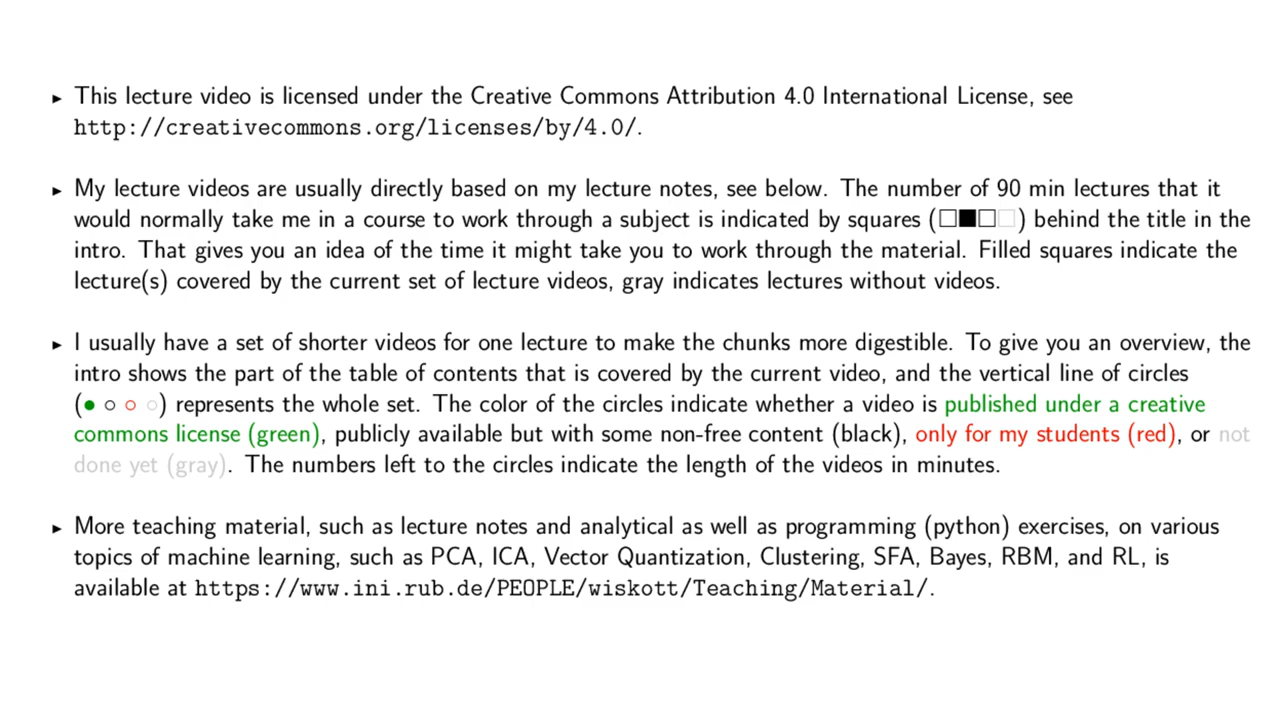 ▸ This lecture video is licensed under the Creative Commons Attribution 4.0 International License, see
http://creativecommons.org/licenses/by/4.0/.
▸ My lecture videos are usually directly based on my lecture notes, see below. The number of 90 min lectures that it
would normally take me in a course to work through a subject is indicated by squares (□■□□) behind the title in the
intro. That gives you an idea of the time it might take you to work through the material. Filled squares indicate the
lecture(s) covered by the current set of lecture videos, gray indicates lectures without videos.
▸ I usually have a set of shorter videos for one lecture to make the chunks more digestible. To give you an overview, the
intro shows the part of the table of contents that is covered by the current video, and the vertical line of circles
(● ○ ○ ○) represents the whole set. The color of the circles indicate whether a video is published under a creative
commons license (green), publicly available but with some non-free content (black), only for my students (red), or not
done yet (gray). The numbers left to the circles indicate the length of the videos in minutes.
▸ More teaching material, such as lecture notes and analytical as well as programming (python) exercises, on various
topics of machine learning, such as PCA, ICA, Vector Quantization, Clustering, SFA, Bayes, RBM, and RL, is
available at https://www.ini.rub.de/PEOPLE/wiskott/Teaching/Material/.